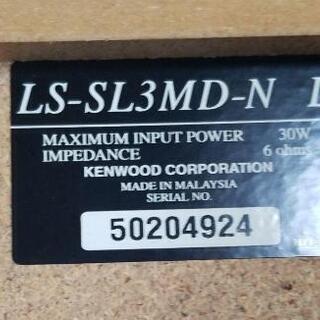 LS-SL3MD-N
MAXIMUM INPUT POWER 30W
IMPEDANCE 6 ohms
KENWOOD CORPORATION
MADE IN MALAYSIA
SERIAL NO.
50204924